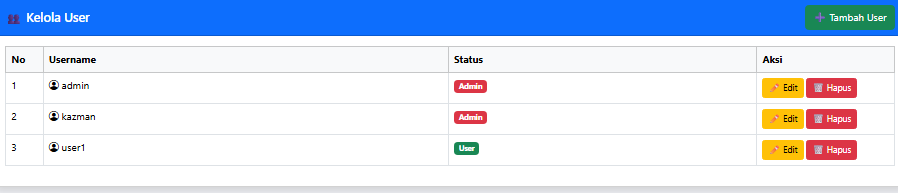 Kelola User
Tambah User
No Username Status Aksi
1 admin Admin Edit Hapus
2 kazman Admin Edit Hapus
3 user1 User Edit Hapus